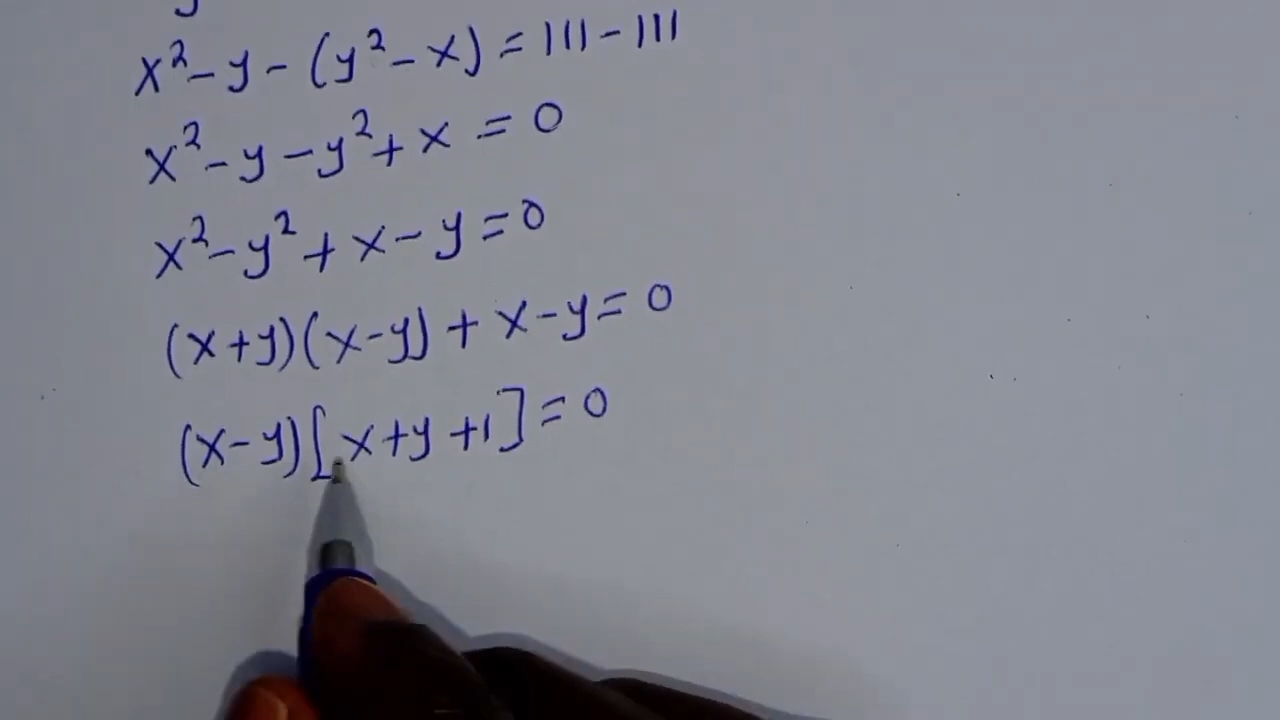 x² - y - (y² - x) = 111 - 111
x² - y - y² + x = 0
x² - y² + x - y = 0
(x+y)(x-y) + x - y = 0
(x-y)[x+y+1] = 0